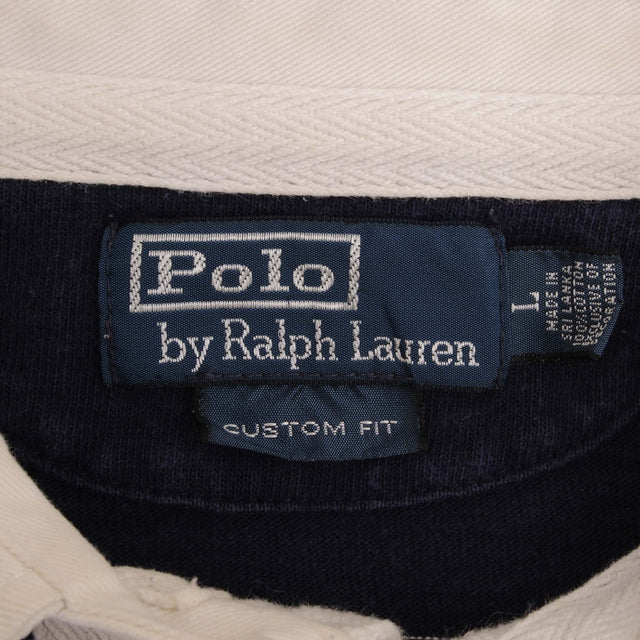 Polo
by Ralph Lauren
CUSTOM FIT
L
MADE IN
SRI LANKA
100% COTTON
EXCLUSIVE OF
DECORATION